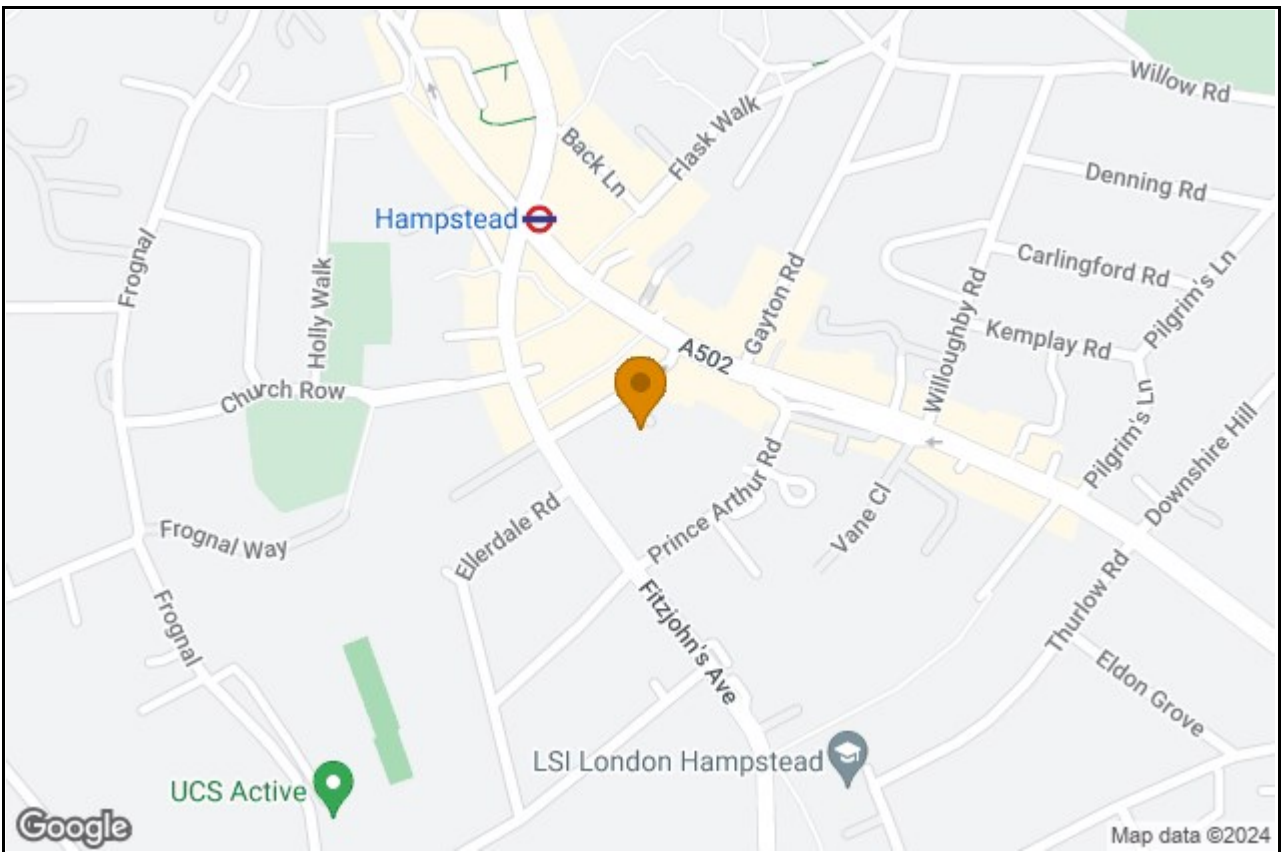 Willow Rd
Flask Walk
Back Ln
Denning Rd
Hampstead
Frognal
Holly Walk
Gayton Rd
Carlingford Rd
Pilgrim's Ln
Willoughby Rd
Kemplay Rd
A502
Church Row
Pilgrim's Ln
Downshire Hill
Prince Arthur Rd
Vane Cl
Frognal Way
Ellerdale Rd
Frognal
Fitzjohn's Ave
Thurlow Rd
Eldon Grove
LSI London Hampstead
UCS Active
Google
Map data ©2024